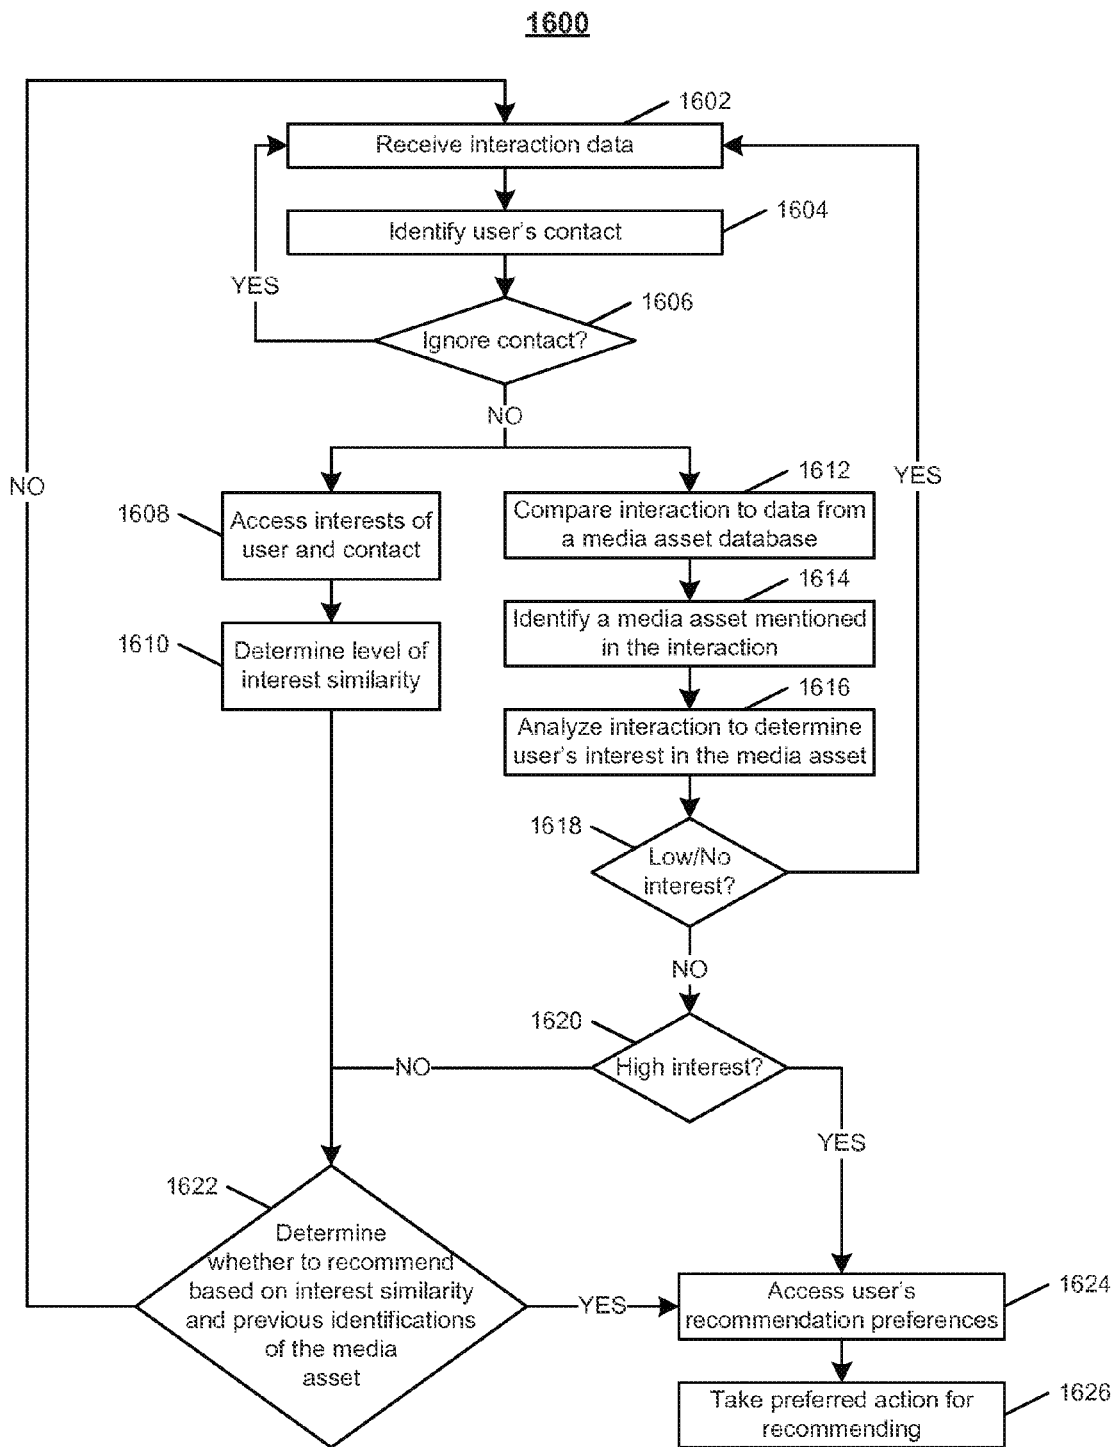 1600
1602
Receive interaction data
1604
Identify user's contact
YES
1606
Ignore contact?
NO
NO
YES
1608
Access interests of
user and contact
1612
Compare interaction to data from
a media asset database
1614
Identify a media asset mentioned
in the interaction
1610
Determine level of
interest similarity
1616
Analyze interaction to determine
user's interest in the media asset
1618
Low/No
interest?
NO
1620
High interest?
NO
YES
1622
Determine
whether to recommend
based on interest similarity
and previous identifications
of the media
asset
YES
1624
Access user's
recommendation preferences
1626
Take preferred action for
recommending